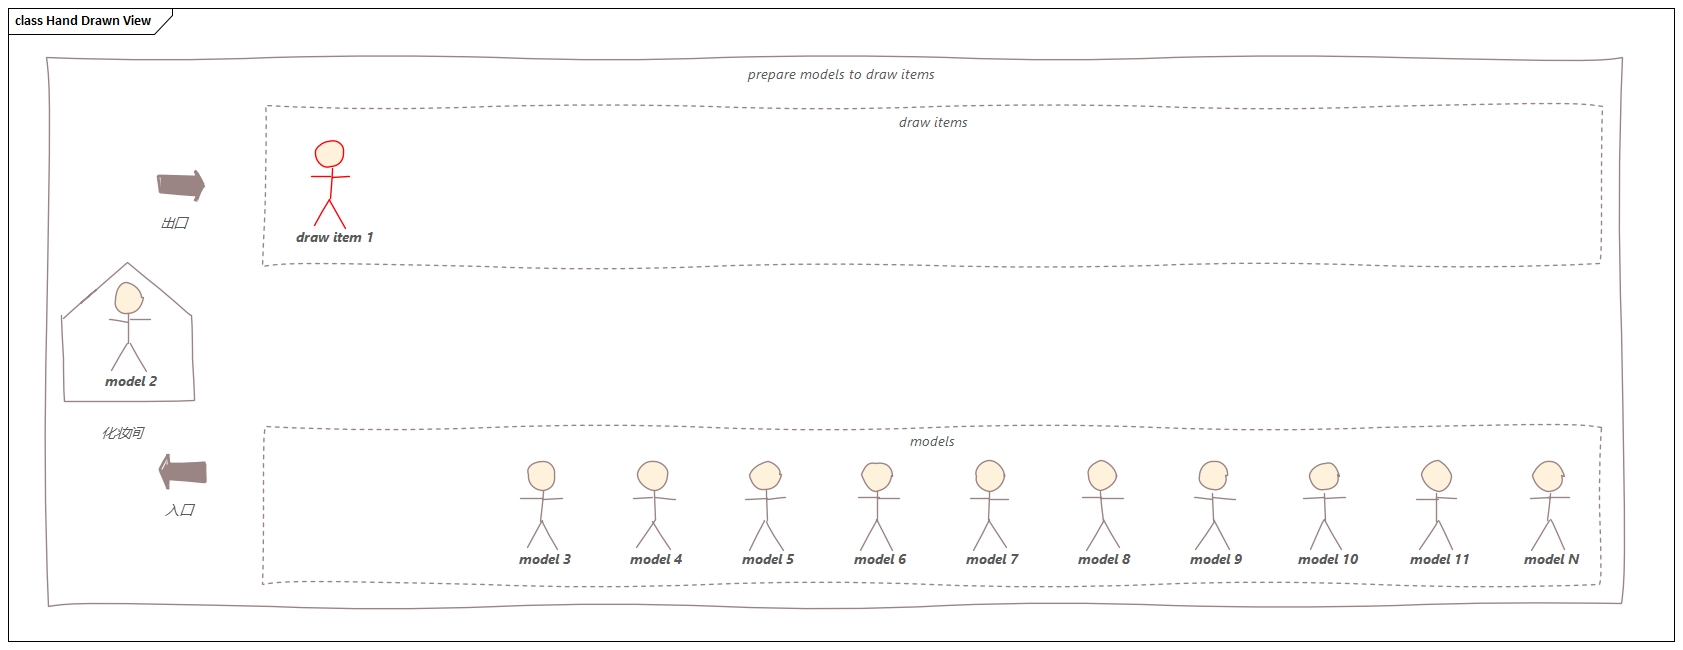 class Hand Drawn View
prepare models to draw items
draw items
draw item 1
出口
model 2
化妆间
入口
models
model 3
model 4
model 5
model 6
model 7
model 8
model 9
model 10
model 11
model N